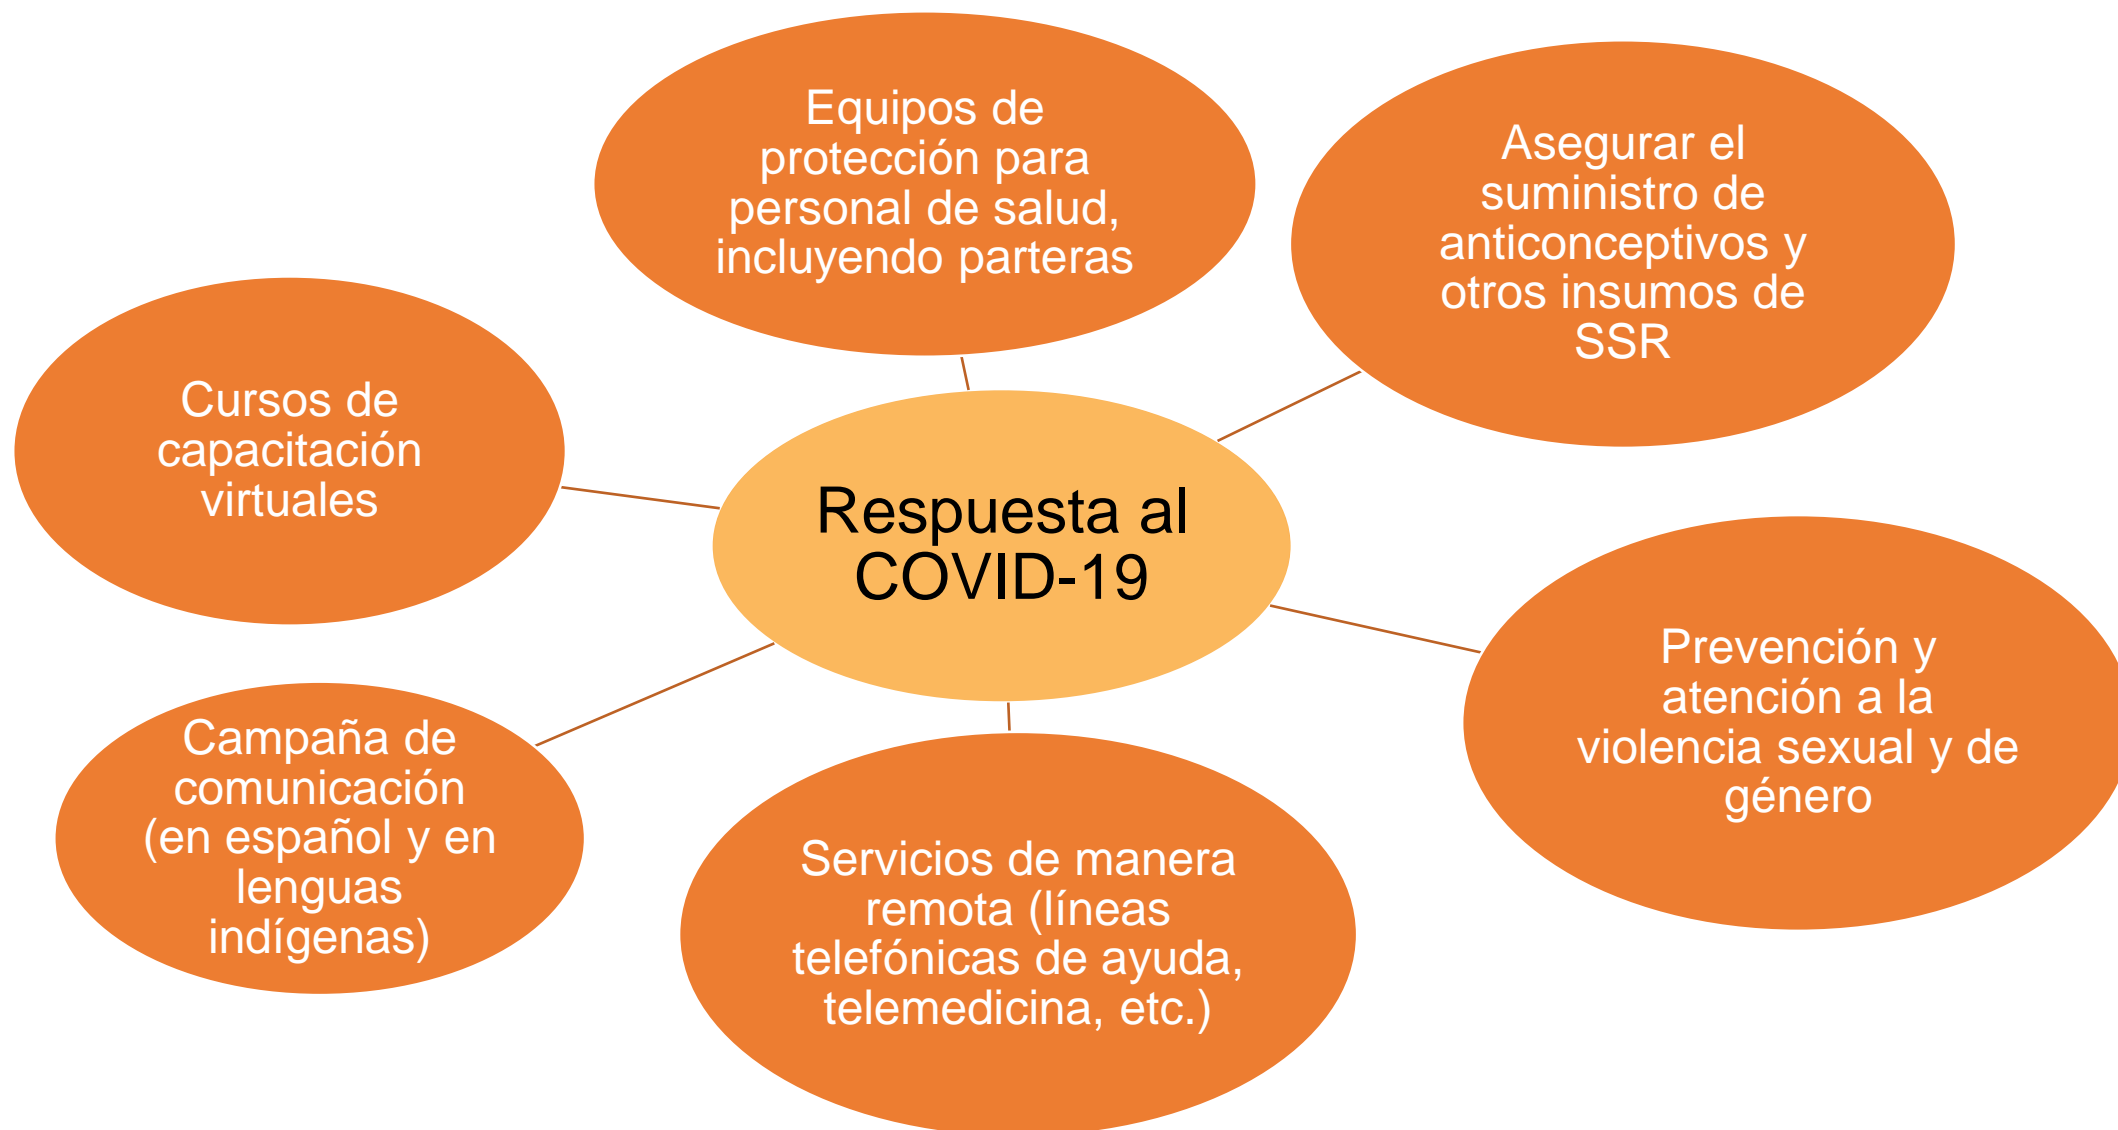 Equipos de
protección para
personal de salud,
incluyendo parteras
Asegurar el
suministro de
anticonceptivos y
otros insumos de
SSR
Cursos de
capacitación
virtuales
Respuesta al
COVID-19
Prevención y
atención a la
violencia sexual y de
género
Campaña de
comunicación
(en español y en
lenguas
indígenas)
Servicios de manera
remota (líneas
telefónicas de ayuda,
telemedicina, etc.)